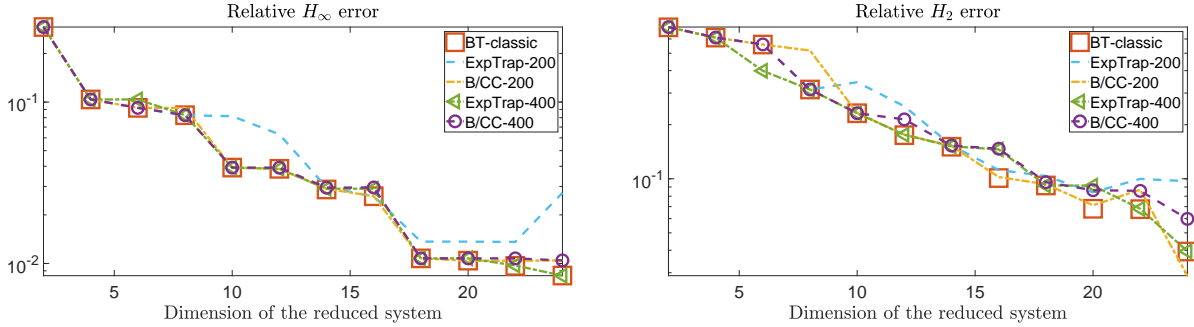 Relative H∞ error
10⁻¹
10⁻²
5
10
15
20
Dimension of the reduced system
BT-classic
ExpTrap-200
B/CC-200
ExpTrap-400
B/CC-400
Relative H₂ error
10⁻¹
5
10
15
20
Dimension of the reduced system
BT-classic
ExpTrap-200
B/CC-200
ExpTrap-400
B/CC-400